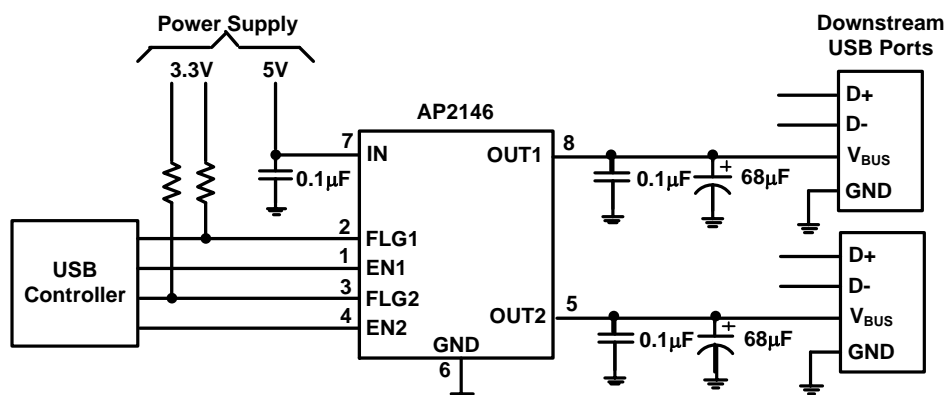 Power Supply
3.3V
5V
Downstream
USB Ports
AP2146
D+
D-
VBUS
GND
7
IN
OUT1
8
0.1µF
0.1µF
+
68µF
2
FLG1
1
EN1
3
FLG2
4
EN2
USB
Controller
GND
6
OUT2
5
0.1µF
+
68µF
D+
D-
VBUS
GND